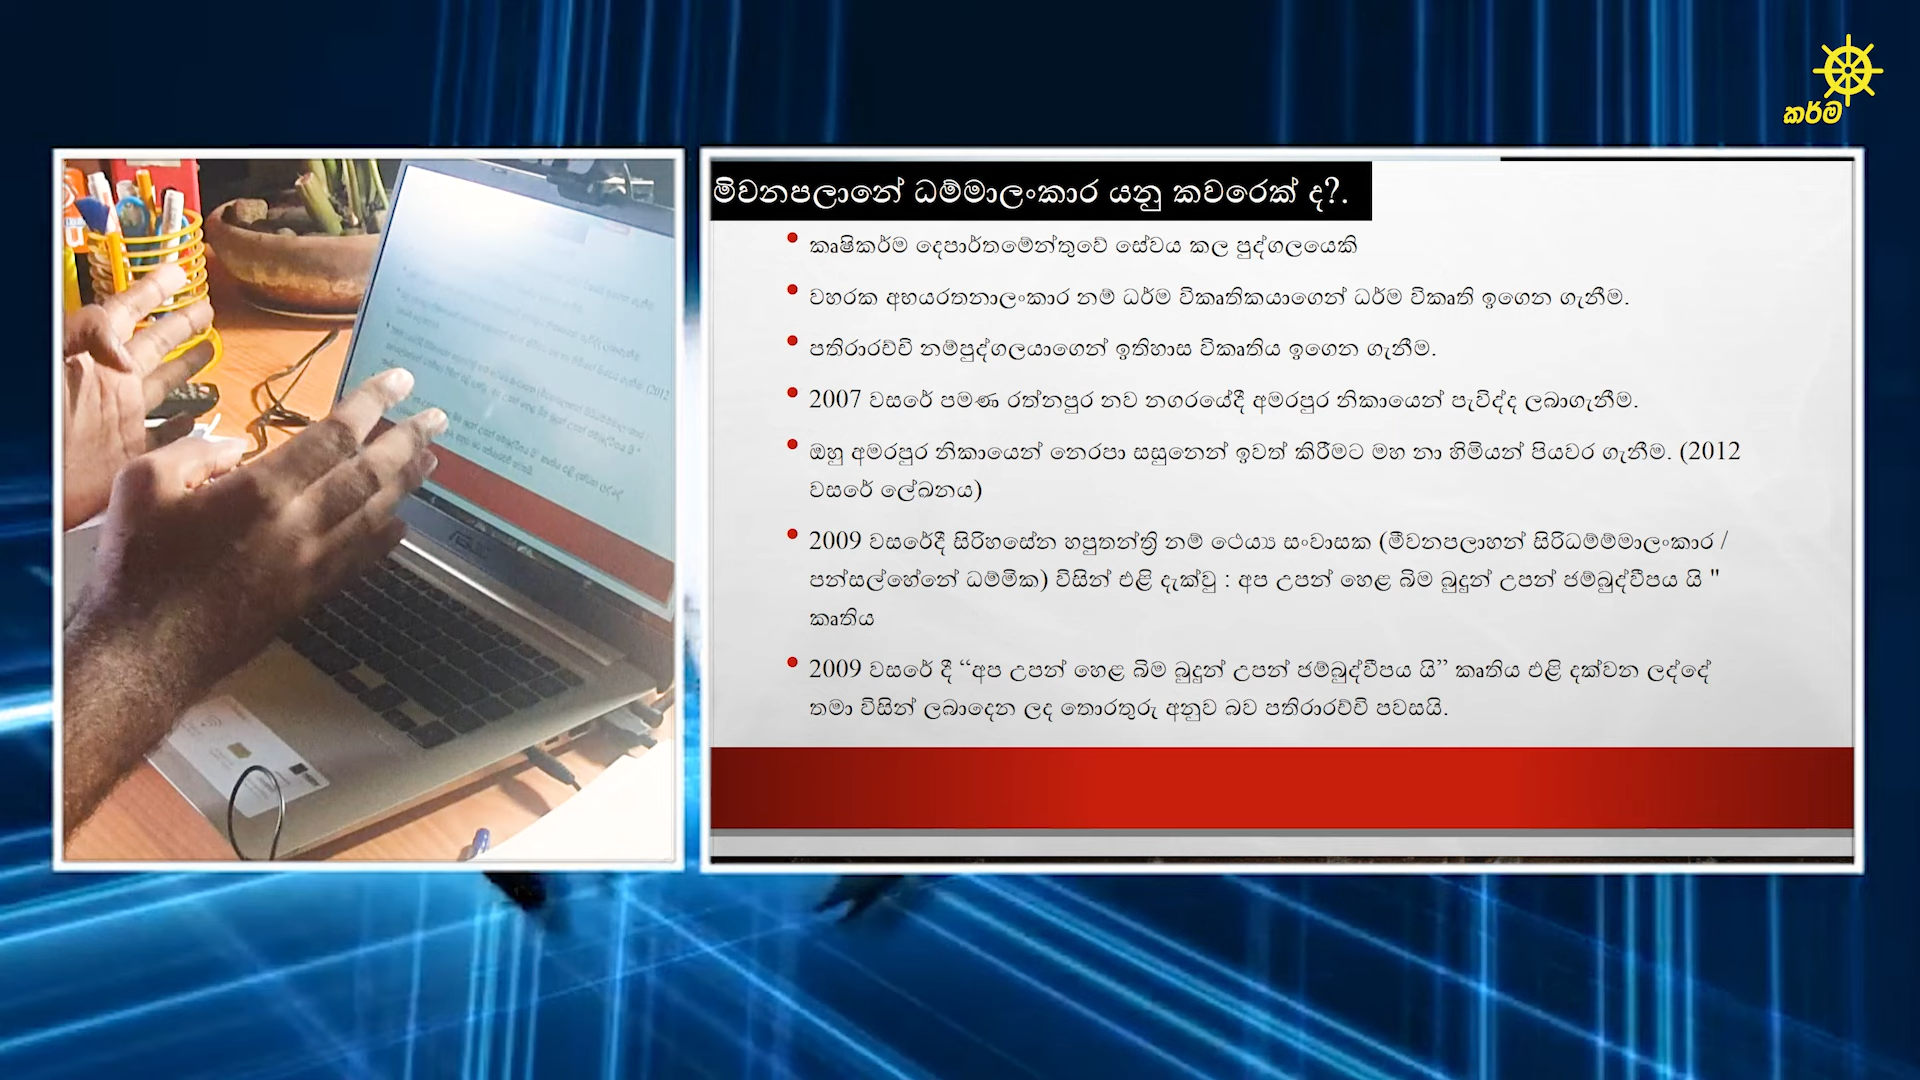 කර්ම
මිවනපලානේ ධම්මාලංකාර යනු කවරෙක් ද?.
• කෘෂිකර්ම දෙපාර්තමේන්තුවේ සේවය කල පුද්ගලයෙකි
• වහරක අභයරතනාලංකාර නම් ධර්ම විකෘතිකයාගෙන් ධර්ම විකෘති ඉගෙන ගැනීම.
• පතිරාරච්චි නම්පුද්ගලයාගෙන් ඉතිහාස විකෘතිය ඉගෙන ගැනීම.
• 2007 වසරේ පමණ රත්නපුර නව නගරයේදී අමරපුර නිකායෙන් පැවිද්ද ලබාගැනීම.
• ඔහු අමරපුර නිකායෙන් නෙරපා සසුනෙන් ඉවත් කිරීමට මහ නා හිමියන් පියවර ගැනීම. (2012
වසරේ ලේඛනය)
• 2009 වසරේදී සිරිහසේන හපුතන්ත්‍රි නම් ථෙය්‍ය සංවාසක (මීවනපලාහන් සිරිධම්ම්මාලංකාර /
පන්සල්හේනේ ධම්මික) විසින් එළි දැක්වු : අප උපන් හෙළ බිම බුදුන් උපන් ජම්බුද්වීපය යි "
කෘතිය
• 2009 වසරේ දී “අප උපන් හෙළ බිම බුදුන් උපන් ජම්බුද්වීපය යි” කෘතිය එළි දක්වන ලද්දේ
තමා විසින් ලබාදෙන ලද තොරතුරු අනුව බව පතිරාරච්චි පවසයි.